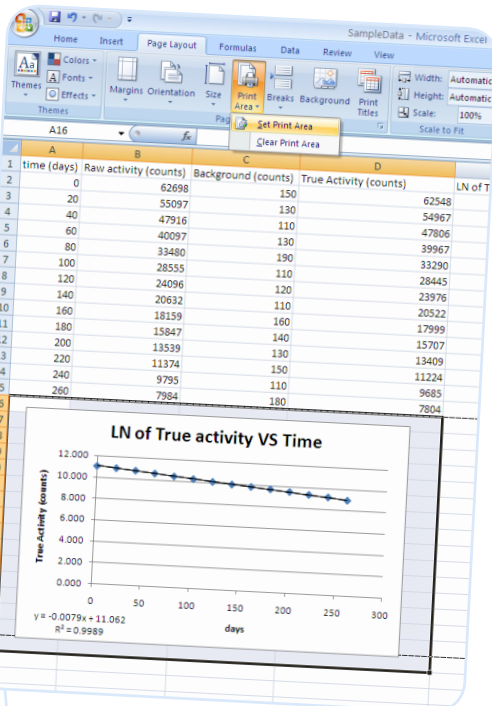 SampleData - Microsoft Excel
Home Insert Page Layout Formulas Data Review View
Themes
Colors
Fonts
Effects
Themes
Margins Orientation Size Print Area Breaks Background Print Titles
Width: Automatic
Height: Automatic
Scale: 100%
Scale to Fit
Pag
Set Print Area
Clear Print Area
A16 fx
A B C D
1 time (days) Raw activity (counts) Background (counts) True Activity (counts) LN of T
2 0 62698 150 62548
3 20 55097 130 54967
4 40 47916 110 47806
5 60 40097 130 39967
6 80 33480 190 33290
7 100 28555 110 28445
8 120 24096 120 23976
9 140 20632 110 20522
10 160 18159 160 17999
11 180 15847 140 15707
2 200 13539 130 13409
3 220 11374 150 11224
4 240 9795 110 9685
5 260 7984 180 7804
LN of True activity VS Time
True Activity (counts)
12.000
10.000
8.000
6.000
4.000
2.000
0.000
0 50 100 150 200 250 300
days
y = -0.0079x + 11.062
R² = 0.9989